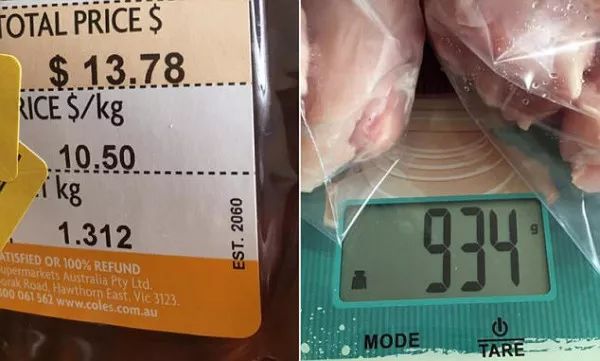 TOTAL PRICE $
$ 13.78
RICE $/kg
10.50
kg
1.312
EST. 2060
ATISFIED OR 100% REFUND
upermarkets Australia Pty Ltd.
orak Road, Hawthorn East. Vic 3123.
00 061 562 www.coles.com.au
934 g
MODE
TARE